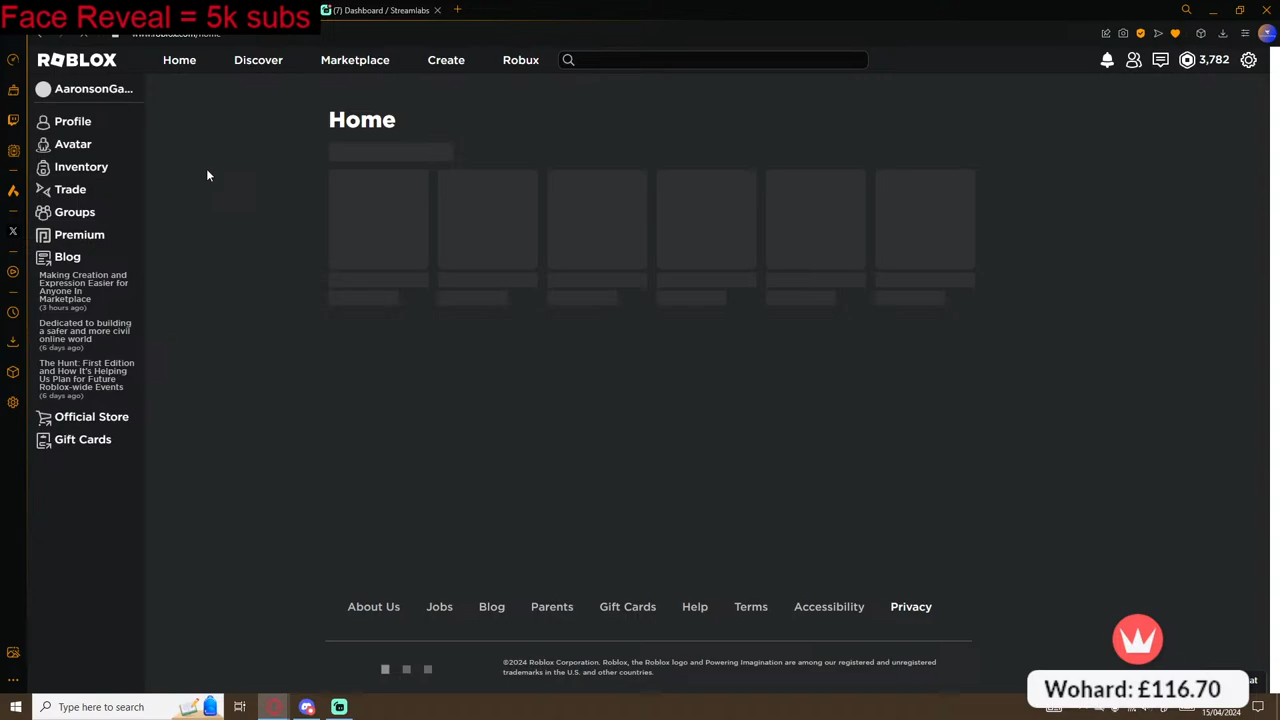 Face Reveal = 5k subs
(7) Dashboard / Streamlabs
www.roblox.com/home
ROBLOX
Home
Discover
Marketplace
Create
Robux
3,782
AaronsonGa...
Profile
Avatar
Inventory
Trade
Groups
Premium
Blog
Making Creation and
Expression Easier for
Anyone In
Marketplace
(3 hours ago)
Dedicated to building
a safer and more civil
online world
(6 days ago)
The Hunt: First Edition
and How It's Helping
Us Plan for Future
Roblox-wide Events
(6 days ago)
Official Store
Gift Cards
Home
About Us
Jobs
Blog
Parents
Gift Cards
Help
Terms
Accessibility
Privacy
©2024 Roblox Corporation. Roblox, the Roblox logo and Powering Imagination are among our registered and unregistered
trademarks in the U.S. and other countries.
Wohard: £116.70
Type here to search
15/04/2024